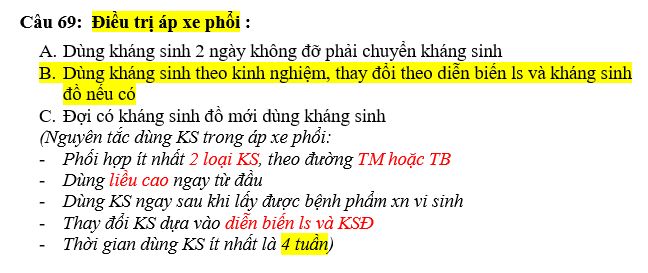 Câu 69: Điều trị áp xe phổi :
A. Dùng kháng sinh 2 ngày không đỡ phải chuyển kháng sinh
B. Dùng kháng sinh theo kinh nghiệm, thay đổi theo diễn biến ls và kháng sinh
đồ nếu có
C. Đợi có kháng sinh đồ mới dùng kháng sinh
(Nguyên tắc dùng KS trong áp xe phổi:
- Phối hợp ít nhất 2 loại KS, theo đường TM hoặc TB
- Dùng liều cao ngay từ đầu
- Dùng KS ngay sau khi lấy được bệnh phẩm xn vi sinh
- Thay đổi KS dựa vào diễn biến ls và KSĐ
- Thời gian dùng KS ít nhất là 4 tuần)